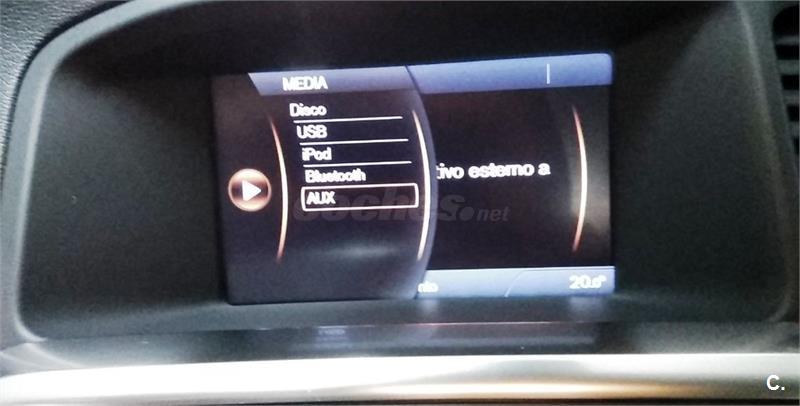 MEDIA
Disco
USB
iPod
Bluetooth
AUX
tivo esterno a
coches.net
20.0°
C.